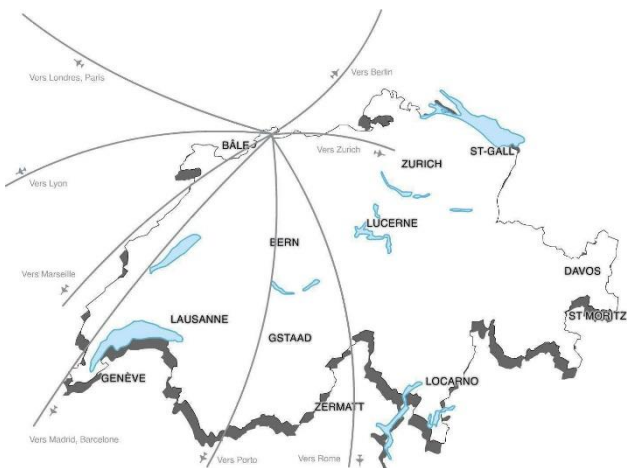 Vers Londres, Paris
Vers Berlin
BÂLE
Vers Zurich
ZURICH
ST-GALL
Vers Lyon
LUCERNE
BERN
DAVOS
Vers Marseille
LAUSANNE
ST-MORITZ
GSTAAD
GENÈVE
LOCARNO
ZERMATT
Vers Madrid, Barcelone
Vers Porto
Vers Rome